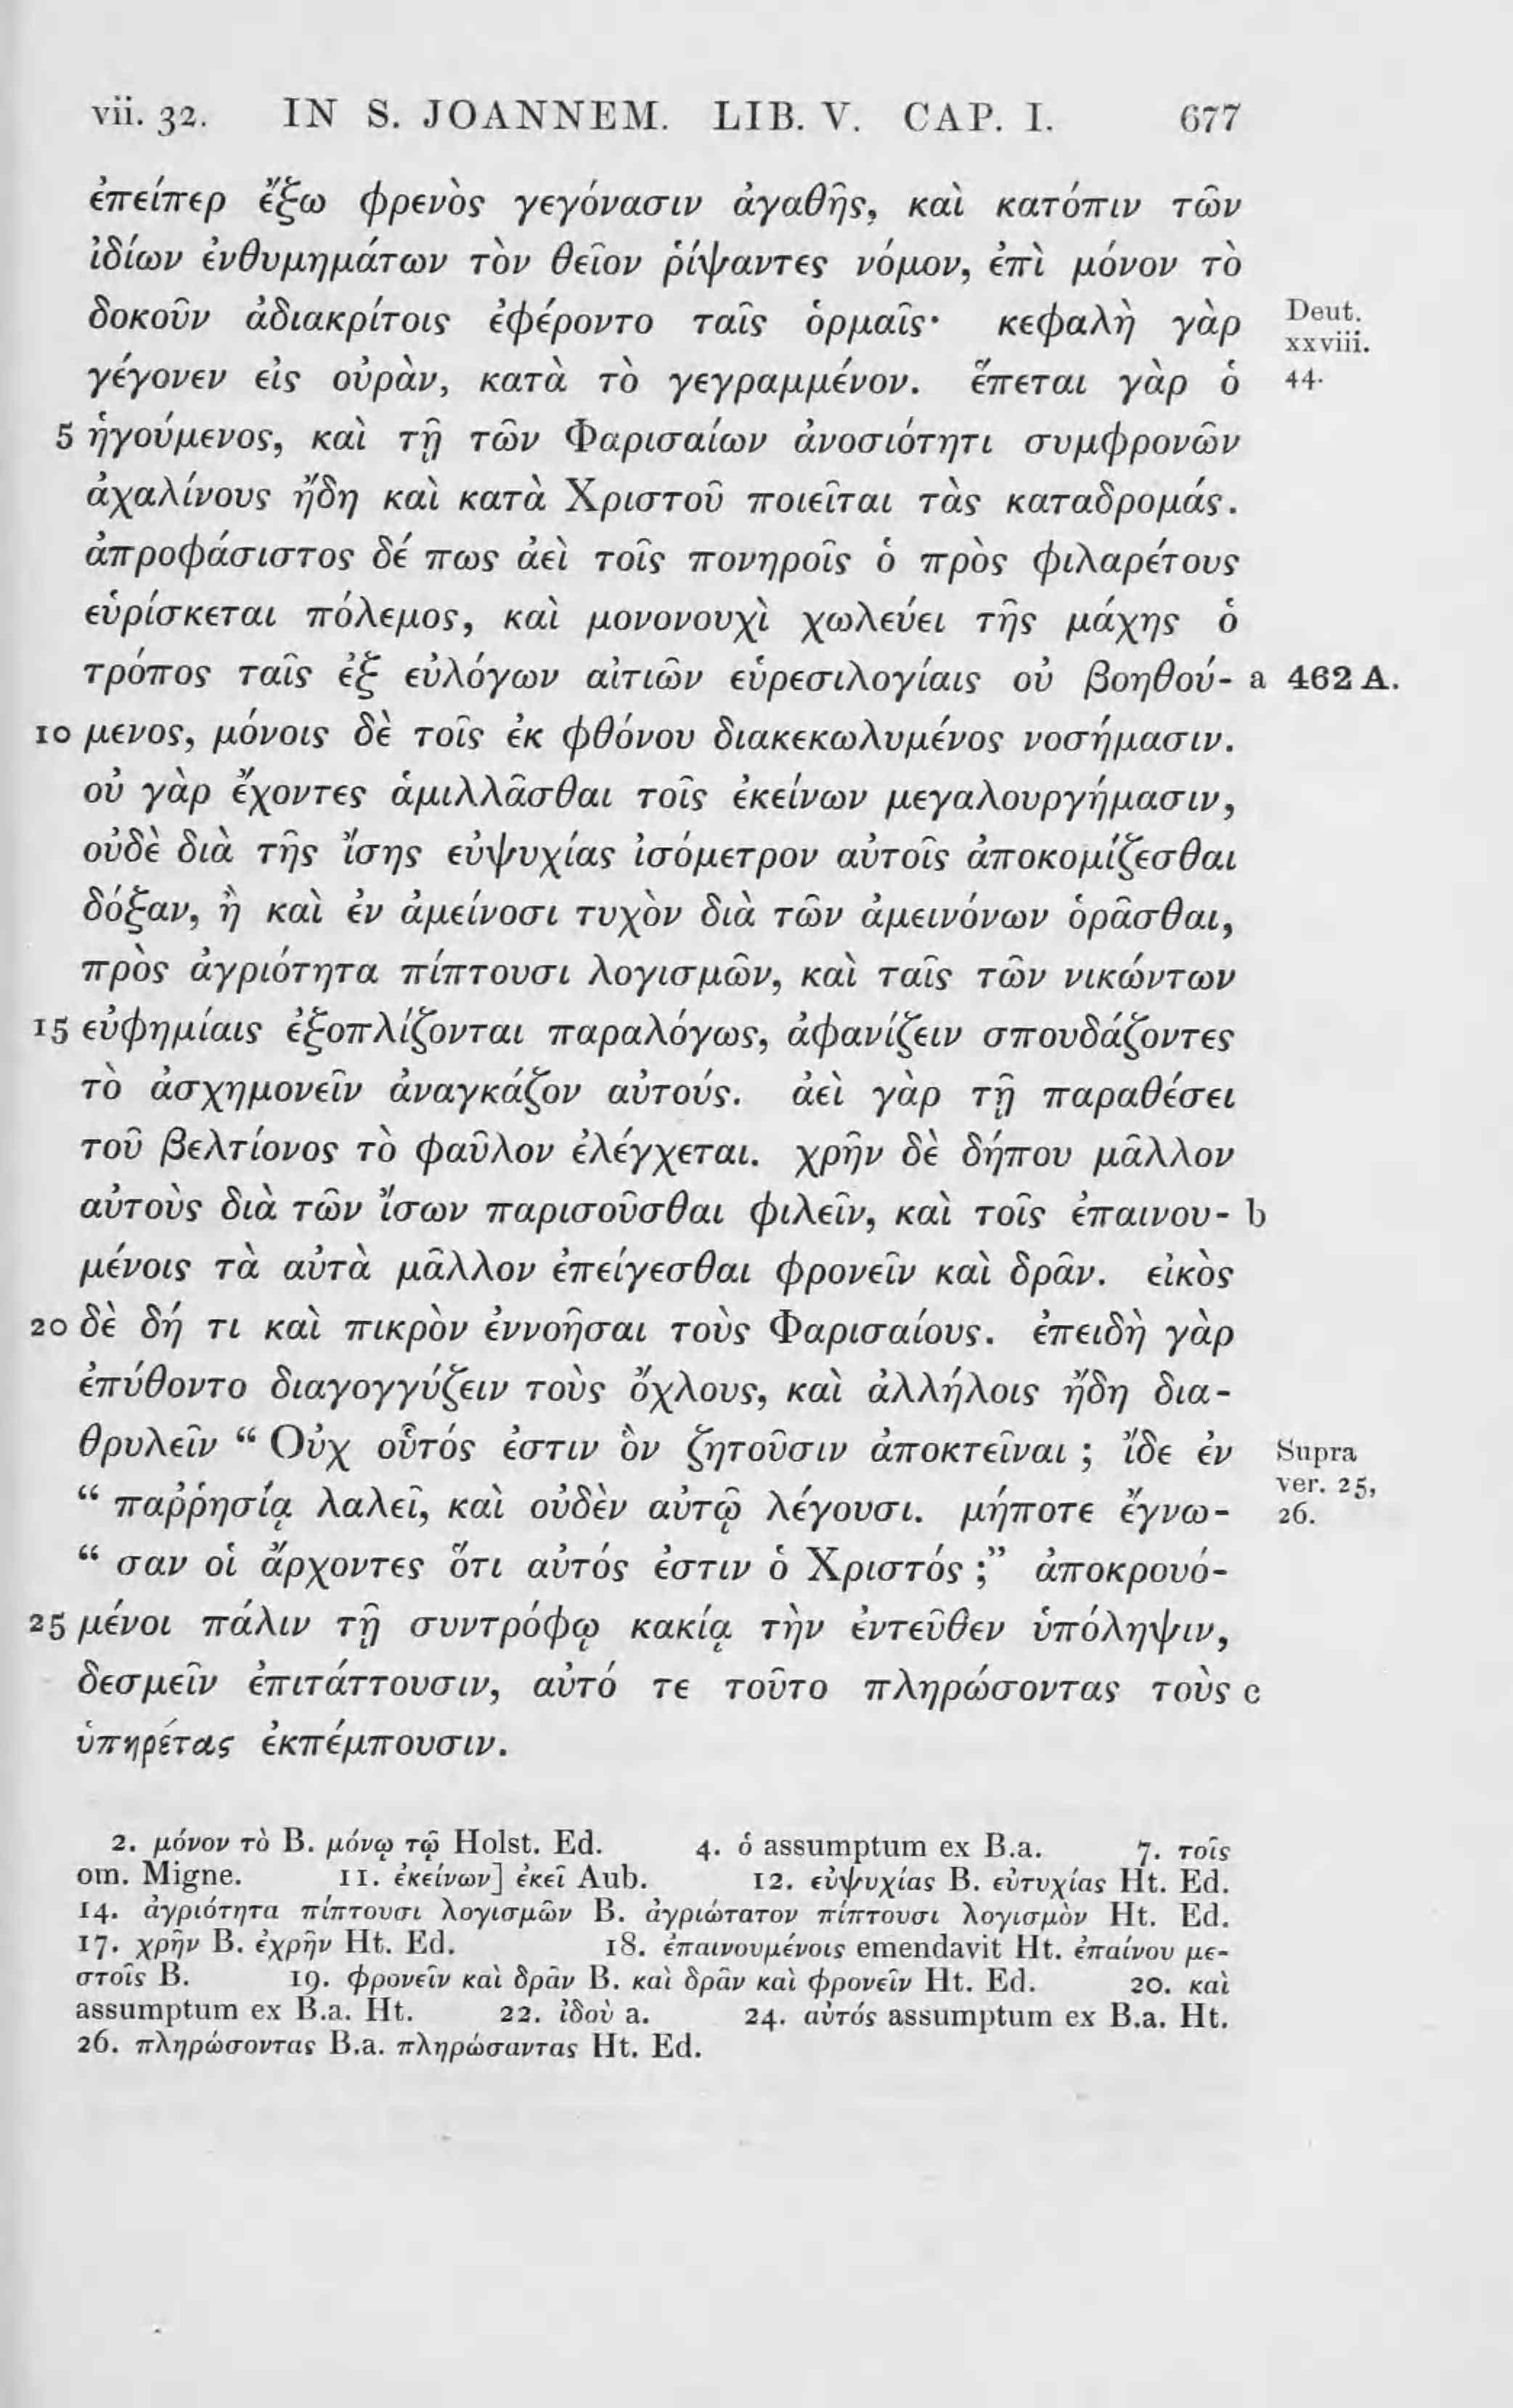 vii. 32. IN S. JOANNEM. LIB. V. CAP. I. 677
ἐπείπερ ἔξω φρενὸς γεγόνασιν ἀγαθῆς, καὶ κατόπιν τῶν
ἰδίων ἐνθυμημάτων τὸν θεῖον ῥίψαντες νόμον, ἐπὶ μόνον τὸ
δοκοῦν ἀδιακρίτοις ἐφέροντο ταῖς ὁρμαῖς· κεφαλὴ γὰρ Deut.
xxviii.
γέγονεν εἰς οὐρὰν, κατὰ τὸ γεγραμμένον. ἕπεται γὰρ ὁ 44.
5 ἡγούμενος, καὶ τῇ τῶν Φαρισαίων ἀνοσιότητι συμφρονῶν
ἀχαλίνους ἤδη καὶ κατὰ Χριστοῦ ποιεῖται τὰς καταδρομάς.
ἀπροφάσιστος δέ πως ἀεὶ τοῖς πονηροῖς ὁ πρὸς φιλαρέτους
εὑρίσκεται πόλεμος, καὶ μονονουχὶ χωλεύει τῆς μάχης ὁ
τρόπος ταῖς ἐξ εὐλόγων αἰτιῶν εὑρεσιλογίαις οὐ βοηθού- a 462 A.
10 μενος, μόνοις δὲ τοῖς ἐκ φθόνου διακεκωλυμένος νοσήμασιν.
οὐ γὰρ ἔχοντες ἁμιλλᾶσθαι τοῖς ἐκείνων μεγαλουργήμασιν,
οὐδὲ διὰ τῆς ἴσης εὐψυχίας ἰσόμετρον αὐτοῖς ἀποκομίζεσθαι
δόξαν, ἢ καὶ ἐν ἀμείνοσι τυχὸν διὰ τῶν ἀμεινόνων ὁρᾶσθαι,
πρὸς ἀγριότητα πίπτουσι λογισμῶν, καὶ ταῖς τῶν νικώντων
15 εὐφημίαις ἐξοπλίζονται παραλόγως, ἀφανίζειν σπουδάζοντες
τὸ ἀσχημονεῖν ἀναγκάζον αὐτούς. ἀεὶ γὰρ τῇ παραθέσει
τοῦ βελτίονος τὸ φαῦλον ἐλέγχεται. χρῆν δὲ δήπου μᾶλλον
αὐτοὺς διὰ τῶν ἴσων παρισοῦσθαι φιλεῖν, καὶ τοῖς ἐπαινου- b
μένοις τὰ αὐτὰ μᾶλλον ἐπείγεσθαι φρονεῖν καὶ δρᾶν. εἰκὸς
20 δὲ δή τι καὶ πικρὸν ἐννοῆσαι τοὺς Φαρισαίους. ἐπειδὴ γὰρ
ἐπύθοντο διαγογγύζειν τοὺς ὄχλους, καὶ ἀλλήλοις ἤδη δια-
θρυλεῖν “ Οὐχ οὗτός ἐστιν ὃν ζητοῦσιν ἀποκτεῖναι ; ἴδε ἐν Supra
“ παῤῥησίᾳ λαλεῖ, καὶ οὐδὲν αὐτῷ λέγουσι. μήποτε ἔγνω- ver. 25,
26.
“ σαν οἱ ἄρχοντες ὅτι αὐτός ἐστιν ὁ Χριστός ;” ἀποκρουό-
25 μένοι πάλιν τῇ συντρόφῳ κακίᾳ τὴν ἐντεῦθεν ὑπόληψιν,
δεσμεῖν ἐπιτάττουσιν, αὐτό τε τοῦτο πληρώσοντας τοὺς c
ὑπηρέτας ἐκπέμπουσιν.
2. μόνον τὸ B. μόνῳ τῷ Holst. Ed. 4. ὁ assumptum ex B.a. 7. τοῖς
om. Migne. 11. ἐκείνων] ἐκεῖ Aub. 12. εὐψυχίας B. εὐτυχίας Ht. Ed.
14. ἀγριότητα πίπτουσι λογισμῶν B. ἀγριώτατον πίπτουσι λογισμὸν Ht. Ed.
17. χρῆν B. ἐχρῆν Ht. Ed. 18. ἐπαινουμένοις emendavit Ht. ἐπαίνου με-
στοῖς B. 19. φρονεῖν καὶ δρᾶν B. καὶ δρᾶν καὶ φρονεῖν Ht. Ed. 20. καὶ
assumptum ex B.a. Ht. 22. ἰδοὺ a. 24. αὐτός assumptum ex B.a. Ht.
26. πληρώσοντας B.a. πληρώσαντας Ht. Ed.